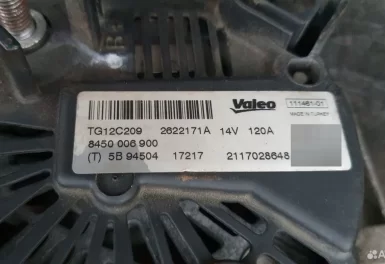 Valeo
111461-01
MADE IN TURKEY
TG12C209 2622171A 14V 120A
8450 006 900
(T) 5B 94504 17217 2117028648